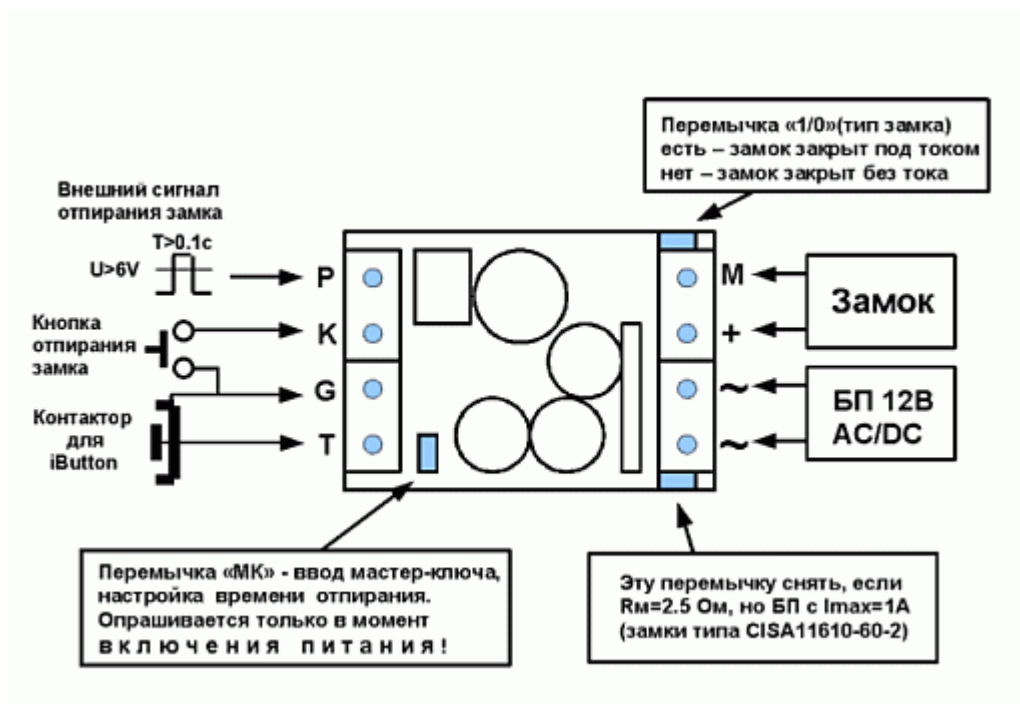 Перемычка «1/0»(тип замка)
есть – замок закрыт под током
нет – замок закрыт без тока
Внешний сигнал
отпирания замка
T>0.1c
U>6V
P
M
Замок
Кнопка
отпирания
замка
K
+
G
~
БП 12В
AC/DC
Контактор
для
iButton
T
~
Перемычка «МК» - ввод мастер-ключа,
настройка времени отпирания.
Опрашивается только в момент
включения питания!
Эту перемычку снять, если
Rм=2.5 Ом, но БП с Imax=1А
(замки типа CISA11610-60-2)